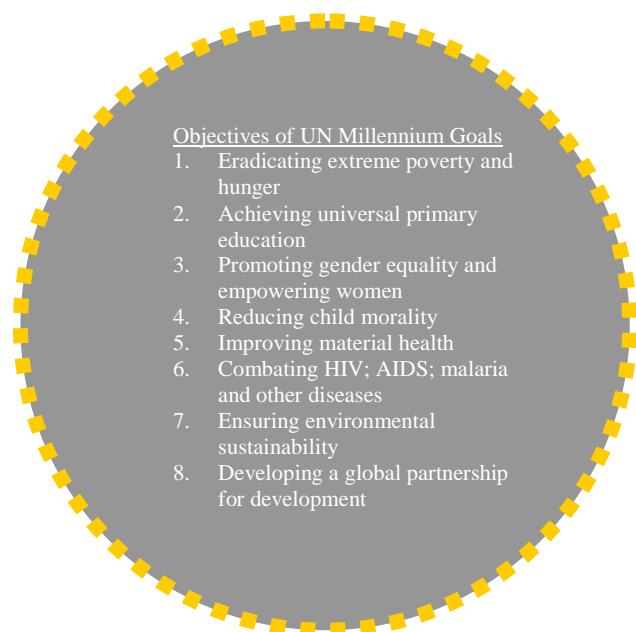 Objectives of UN Millennium Goals
1. Eradicating extreme poverty and
hunger
2. Achieving universal primary
education
3. Promoting gender equality and
empowering women
4. Reducing child morality
5. Improving material health
6. Combating HIV; AIDS; malaria
and other diseases
7. Ensuring environmental
sustainability
8. Developing a global partnership
for development